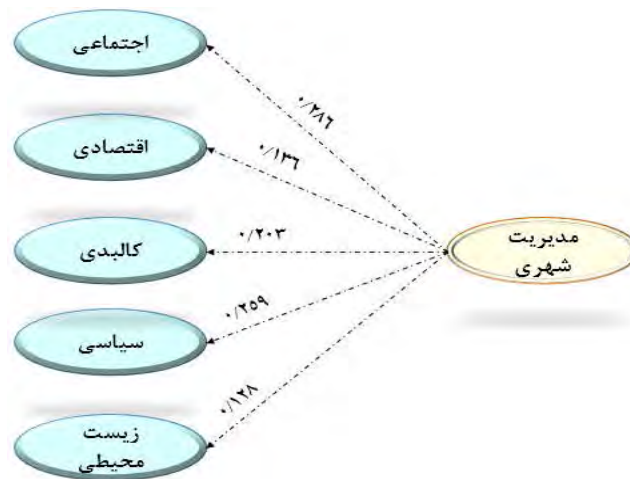 اجتماعی
۰/۲۸۶
اقتصادی
۰/۱۳۶
کالبدی
۰/۲۰۳
مدیریت
شهری
سیاسی
۰/۲۵۹
زیست
محیطی
۰/۱۲۸